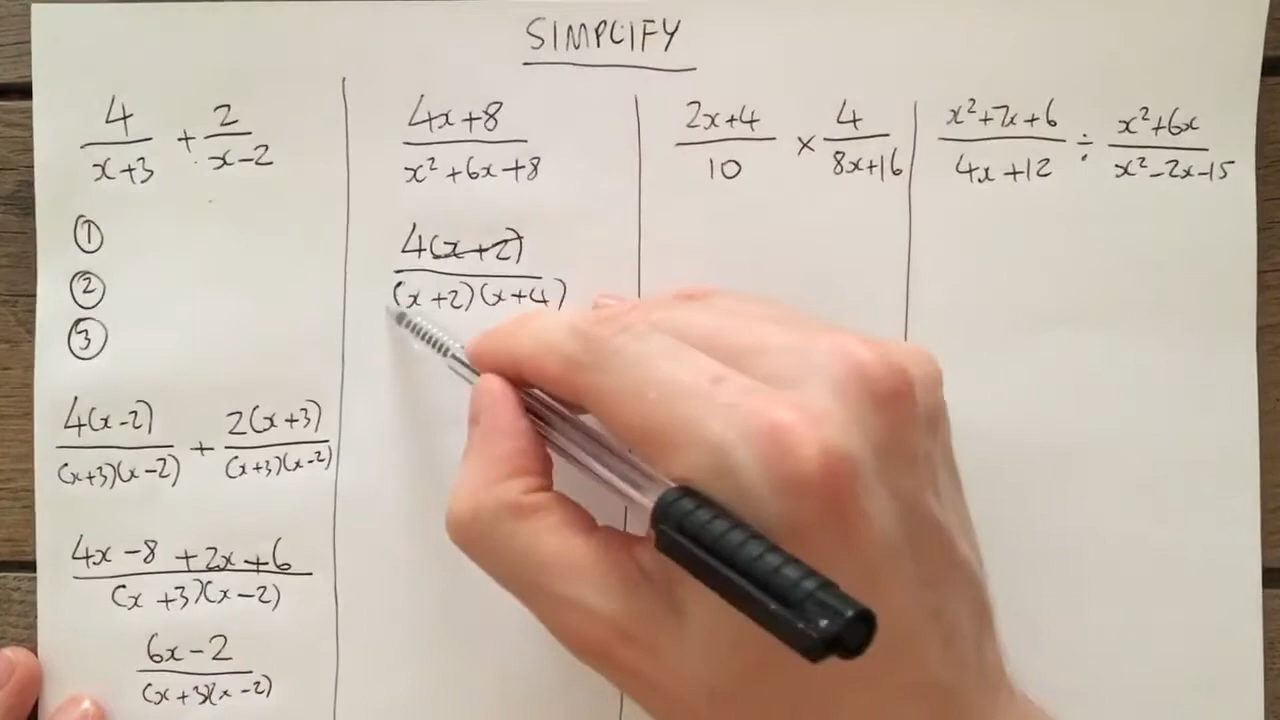 SIMPLIFY
4/(x+3) + 2/(x-2)
①
②
③
4(x-2)/((x+3)(x-2)) + 2(x+3)/((x+3)(x-2))
(4x-8+2x+6)/((x+3)(x-2))
(6x-2)/((x+3)(x-2))
(4x+8)/(x²+6x+8)
4(x+2)/((x+2)(x+4))
(2x+4)/10 × 4/(8x+16)
(x²+7x+6)/(4x+12) ÷ (x²+6x)/(x²-2x-15)